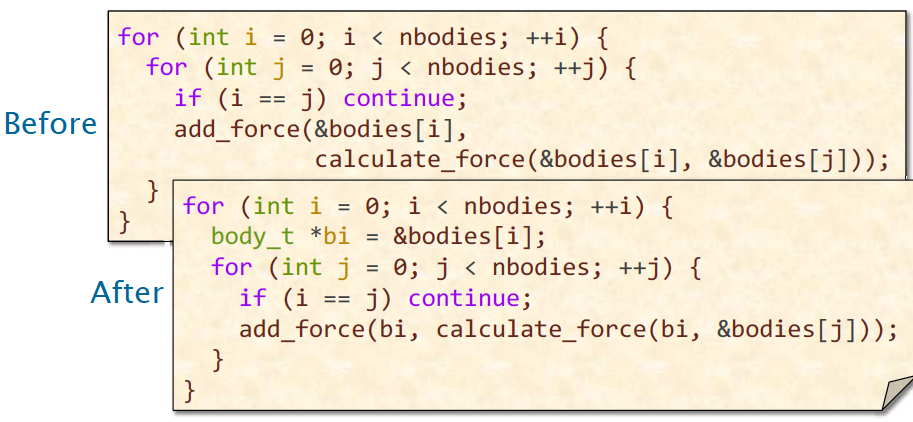 Before
for (int i = 0; i < nbodies; ++i) {
  for (int j = 0; j < nbodies; ++j) {
    if (i == j) continue;
    add_force(&bodies[i],
              calculate_force(&bodies[i], &bodies[j]));
  }
}
After
for (int i = 0; i < nbodies; ++i) {
  body_t *bi = &bodies[i];
  for (int j = 0; j < nbodies; ++j) {
    if (i == j) continue;
    add_force(bi, calculate_force(bi, &bodies[j]));
  }
}